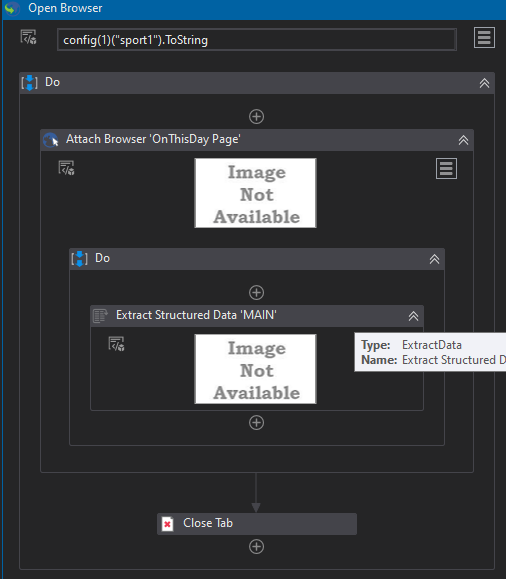 Open Browser
config(1)("sport1").ToString
Do
Attach Browser 'OnThisDay Page'
Image
Not
Available
Do
Extract Structured Data 'MAIN'
Image
Not
Available
Type: ExtractData
Name: Extract Structured D
Close Tab